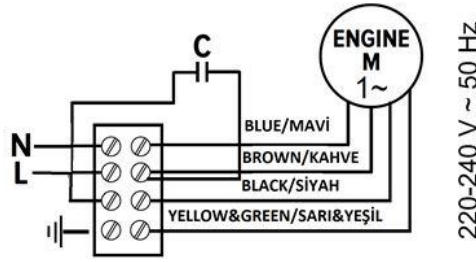 C
ENGINE
M
1~
BLUE/MAVİ
N
BROWN/KAHVE
L
BLACK/SİYAH
YELLOW&GREEN/SARI&YEŞİL
220-240 V ~ 50 Hz